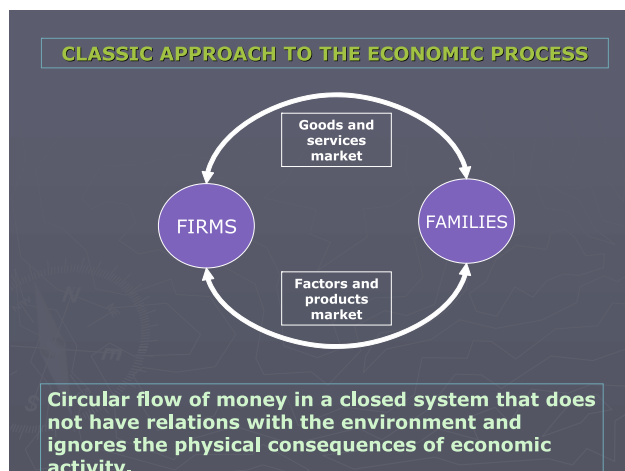 CLASSIC APPROACH TO THE ECONOMIC PROCESS
Goods and
services
market
FIRMS
FAMILIES
Factors and
products
market
Circular flow of money in a closed system that does
not have relations with the environment and
ignores the physical consequences of economic
activity.